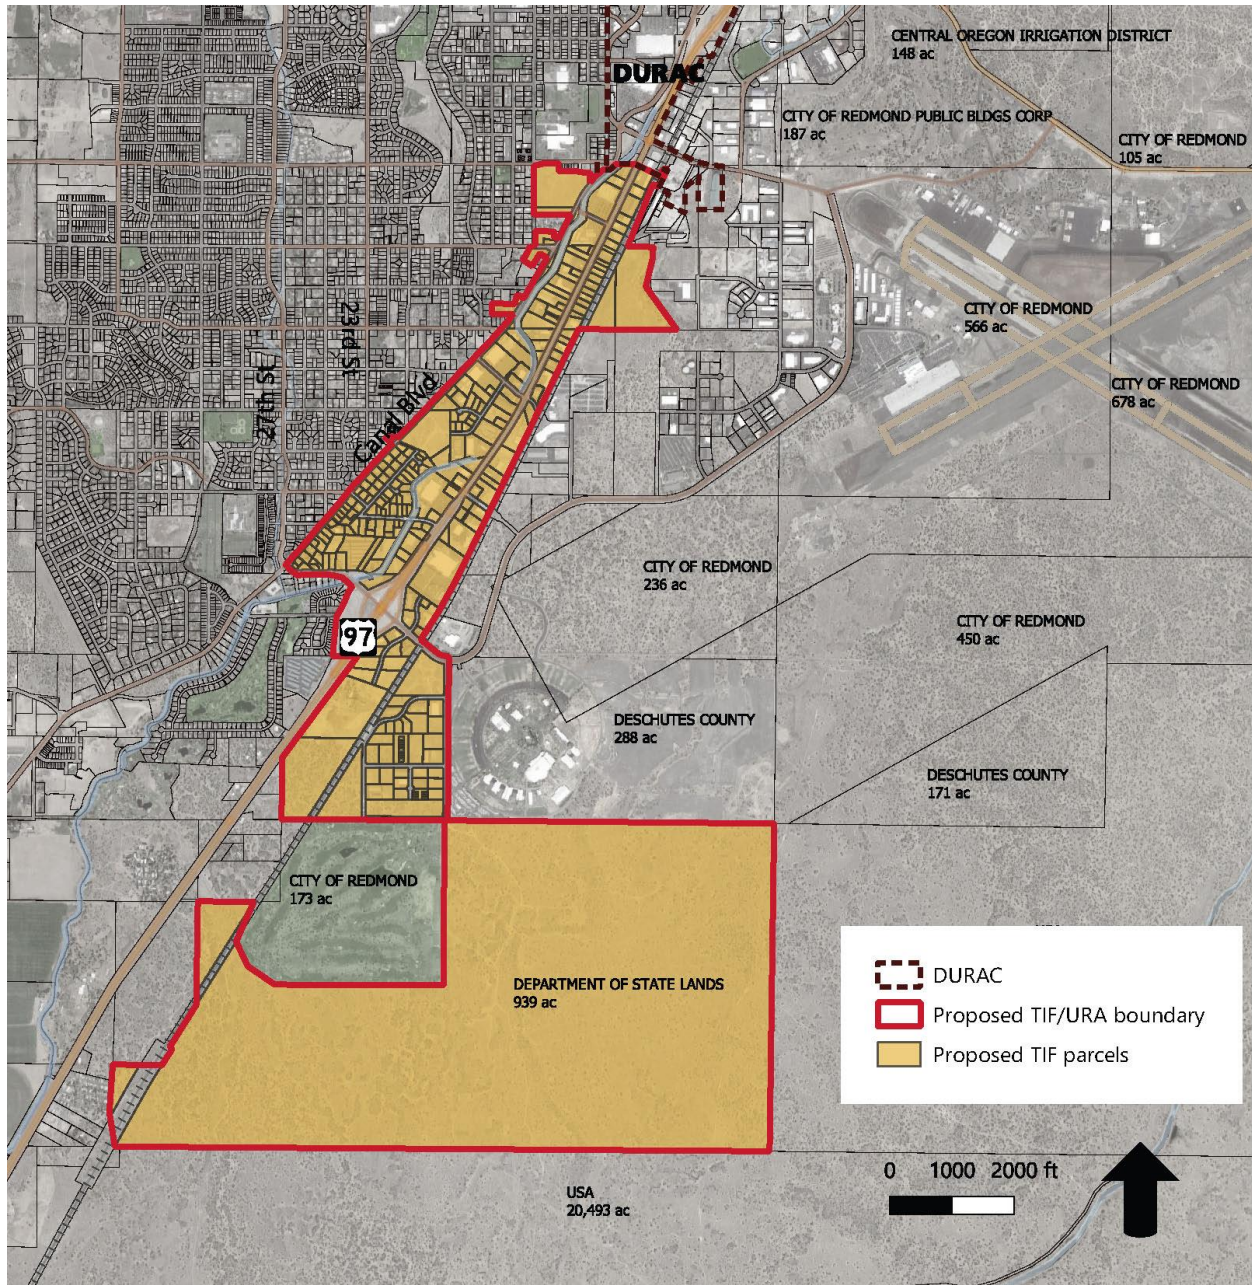 CENTRAL OREGON IRRIGATION DISTRICT
148 ac
DURAC
CITY OF REDMOND PUBLIC BLDGS CORP
187 ac
CITY OF REDMOND
105 ac
CITY OF REDMOND
566 ac
23rd St
27th St
Canal Blvd
CITY OF REDMOND
678 ac
CITY OF REDMOND
236 ac
CITY OF REDMOND
450 ac
97
DESCHUTES COUNTY
288 ac
DESCHUTES COUNTY
171 ac
CITY OF REDMOND
173 ac
DEPARTMENT OF STATE LANDS
939 ac
DURAC
Proposed TIF/URA boundary
Proposed TIF parcels
0 1000 2000 ft
USA
20,493 ac